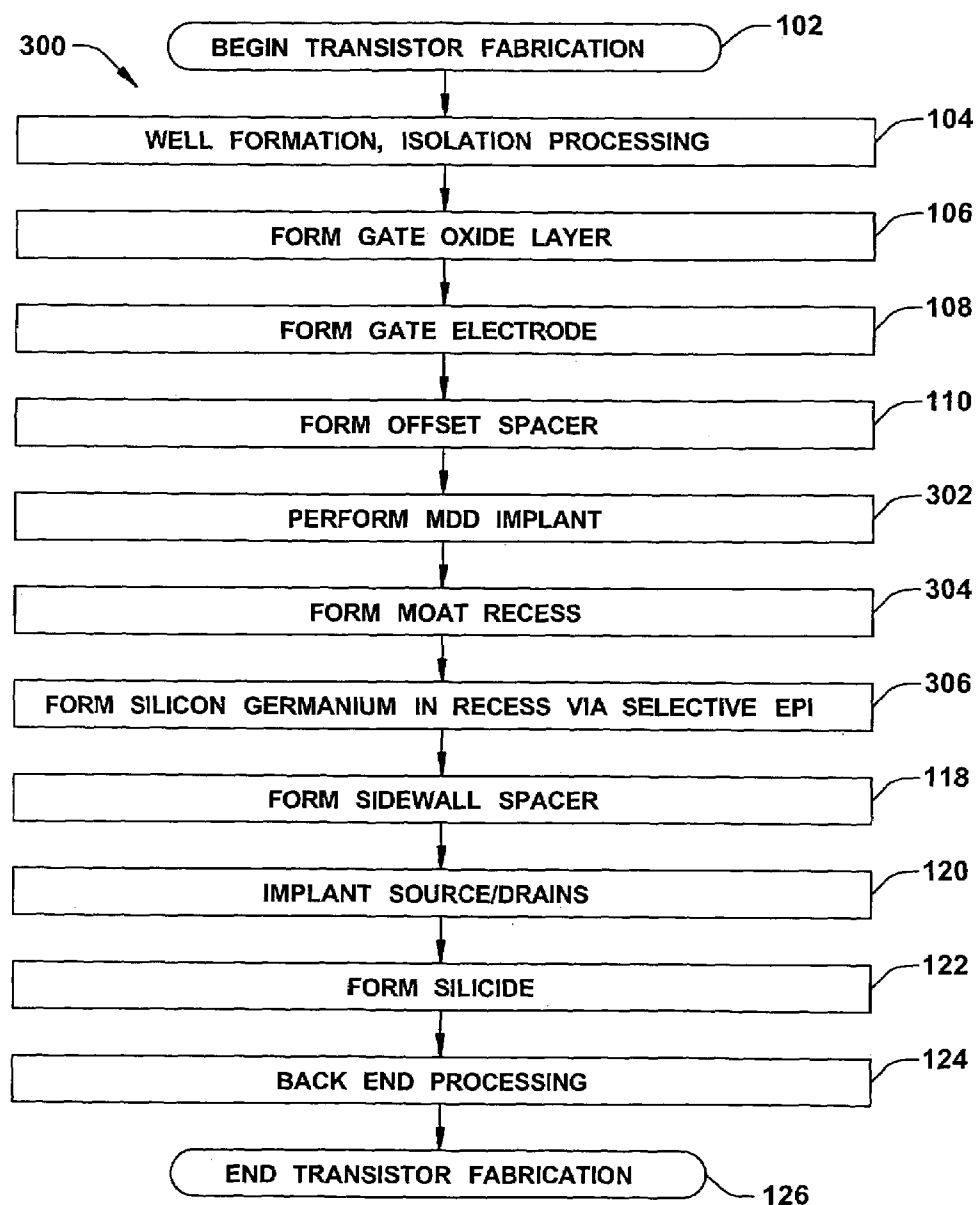 300
BEGIN TRANSISTOR FABRICATION
102
WELL FORMATION, ISOLATION PROCESSING
104
FORM GATE OXIDE LAYER
106
FORM GATE ELECTRODE
108
FORM OFFSET SPACER
110
PERFORM MDD IMPLANT
302
FORM MOAT RECESS
304
FORM SILICON GERMANIUM IN RECESS VIA SELECTIVE EPI
306
FORM SIDEWALL SPACER
118
IMPLANT SOURCE/DRAINS
120
FORM SILICIDE
122
BACK END PROCESSING
124
END TRANSISTOR FABRICATION
126